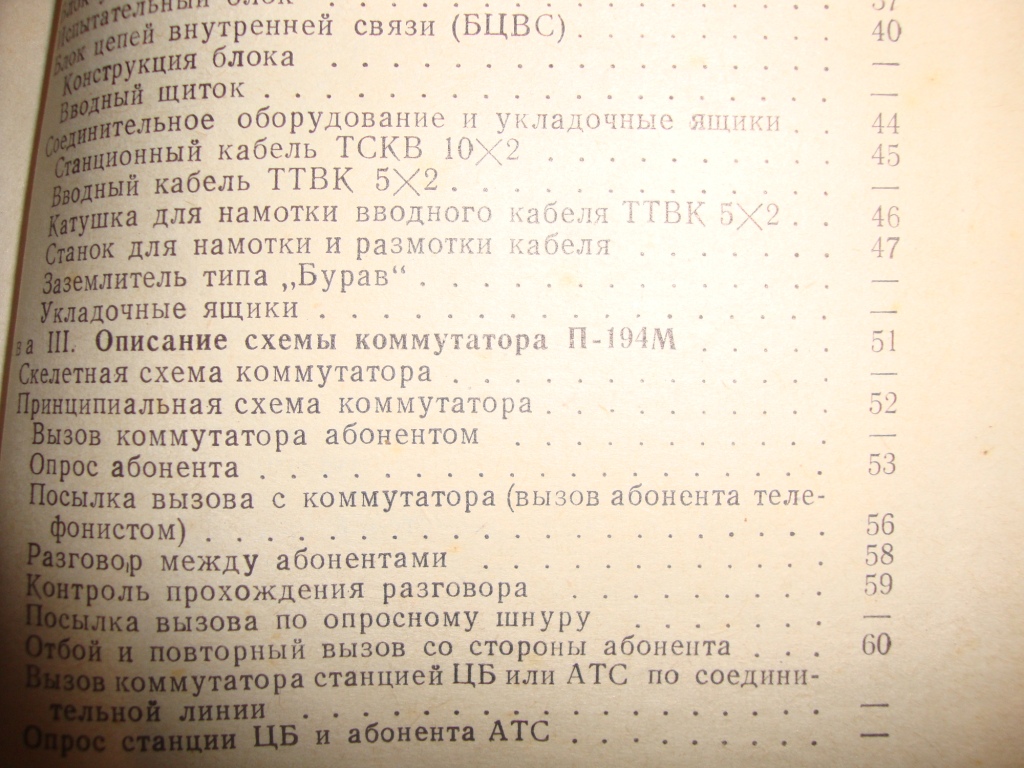 Испытательный блок . . . . . . . . . . . . . 37
Блок цепей внутренней связи (БЦВС) . . . . . . . . 40
Конструкция блока . . . . . . . . . . . . . . . —
Вводный щиток . . . . . . . . . . . . . . . . . —
Соединительное оборудование и укладочные ящики . . 44
Станционный кабель ТСКВ 10×2 . . . . . . . . . 45
Вводный кабель ТТВК 5×2 . . . . . . . . . . . . —
Катушка для намотки вводного кабеля ТТВК 5×2 . . 46
Станок для намотки и размотки кабеля . . . . . . . 47
Заземлитель типа „Бурав“ . . . . . . . . . . . . . —
Укладочные ящики . . . . . . . . . . . . . . . . —
ва III. Описание схемы коммутатора П-194М . . . . . 51
Скелетная схема коммутатора . . . . . . . . . . . . —
Принципиальная схема коммутатора . . . . . . . . . 52
Вызов коммутатора абонентом . . . . . . . . . . —
Опрос абонента . . . . . . . . . . . . . . . . . . 53
Посылка вызова с коммутатора (вызов абонента теле-
фонистом) . . . . . . . . . . . . . . . . . . . . 56
Разговор между абонентами . . . . . . . . . . . 58
Контроль прохождения разговора . . . . . . . . . 59
Посылка вызова по опросному шнуру . . . . . . . —
Отбой и повторный вызов со стороны абонента . . . 60
Вызов коммутатора станцией ЦБ или АТС по соедини-
тельной линии . . . . . . . . . . . . . . . . . —
Опрос станции ЦБ и абонента АТС . . . . . . . . —